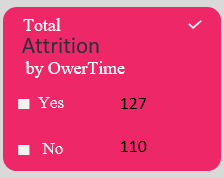 Total
Attrition
by OwerTime
Yes 127
No 110